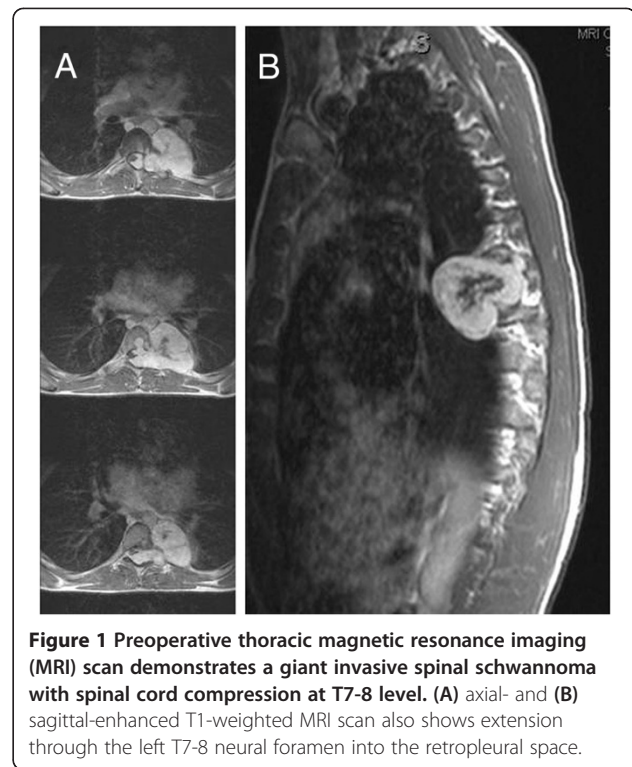 A
B
S
MRI C
S
Figure 1 Preoperative thoracic magnetic resonance imaging
(MRI) scan demonstrates a giant invasive spinal schwannoma
with spinal cord compression at T7-8 level. (A) axial- and (B)
sagittal-enhanced T1-weighted MRI scan also shows extension
through the left T7-8 neural foramen into the retropleural space.